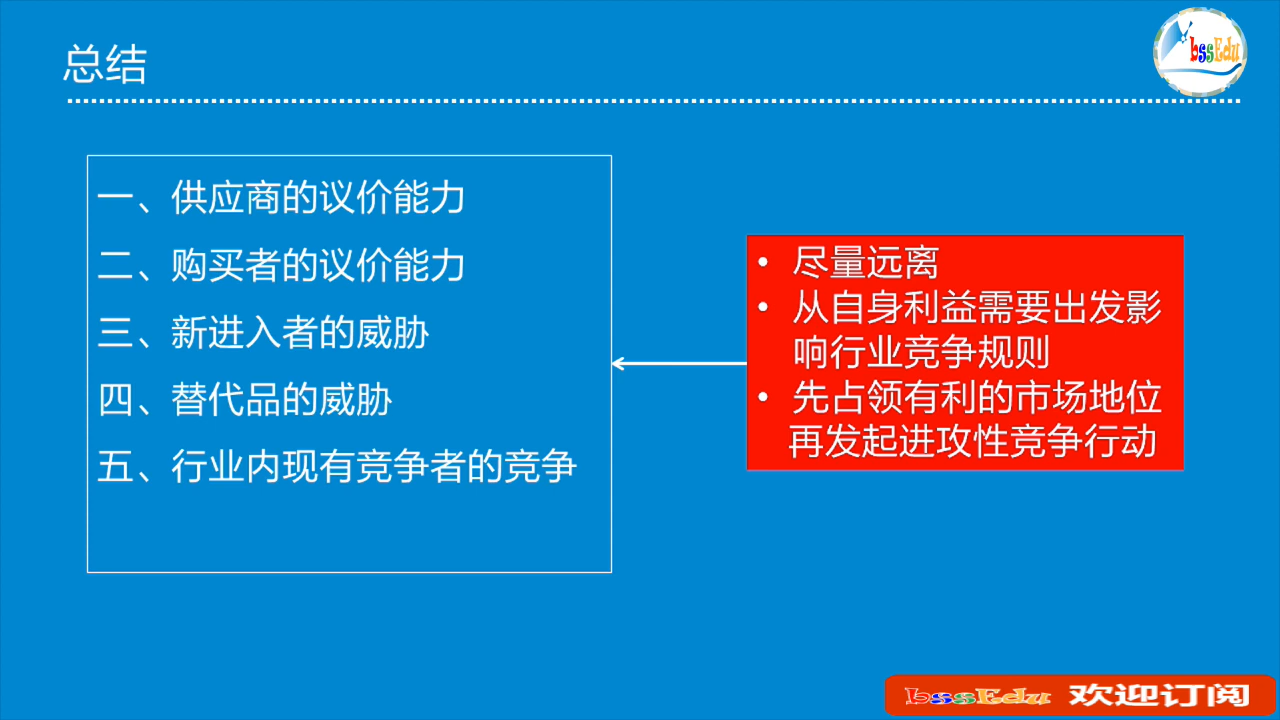 总结
bssEdu
一、供应商的议价能力
二、购买者的议价能力
三、新进入者的威胁
四、替代品的威胁
五、行业内现有竞争者的竞争
• 尽量远离
• 从自身利益需要出发影
响行业竞争规则
• 先占领有利的市场地位
再发起进攻性竞争行动
bssEdu 欢迎订阅